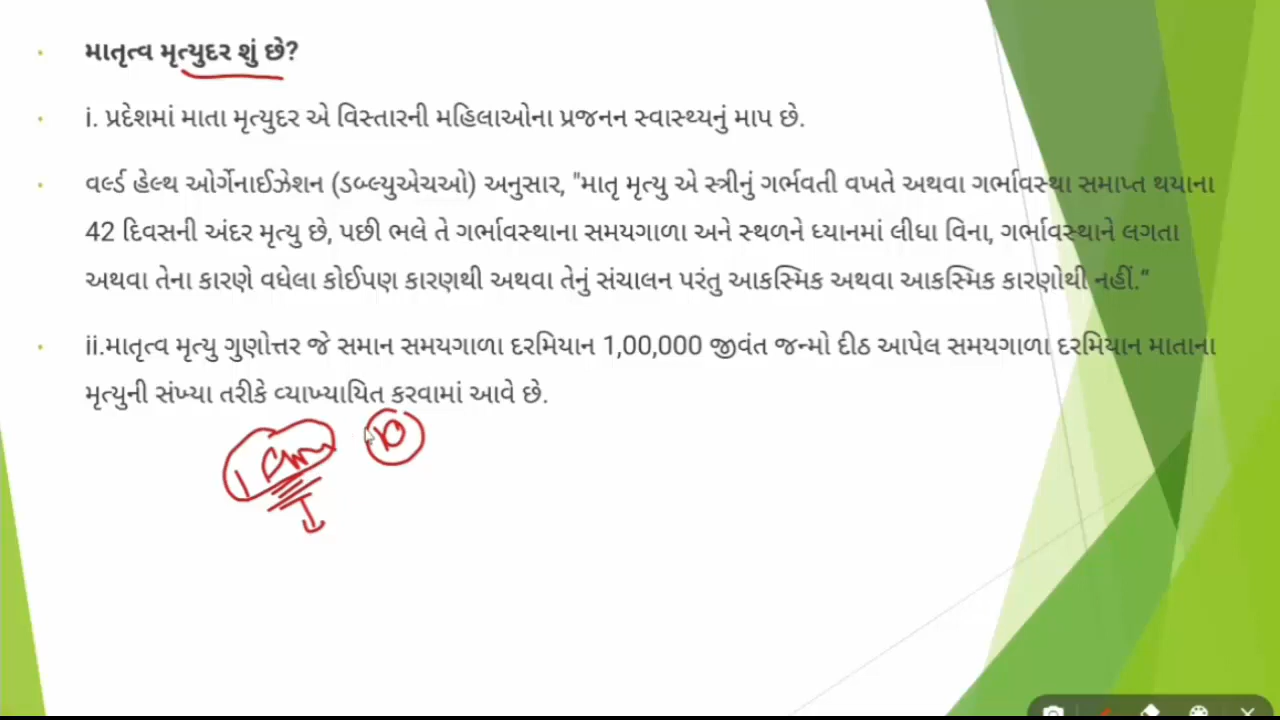 માતૃત્વ મૃત્યુદર શું છે?
i. પ્રદેશમાં માતા મૃત્યુદર એ વિસ્તારની મહિલાઓના પ્રજનન સ્વાસ્થ્યનું માપ છે.
વર્લ્ડ હેલ્થ ઓર્ગેનાઈઝેશન (ડબ્લ્યુએચઓ) અનુસાર, "માતૃ મૃત્યુ એ સ્ત્રીનું ગર્ભવતી વખતે અથવા ગર્ભાવસ્થા સમાપ્ત થયાના
42 દિવસની અંદર મૃત્યુ છે, પછી ભલે તે ગર્ભાવસ્થાના સમયગાળા અને સ્થળને ધ્યાનમાં લીધા વિના, ગર્ભાવસ્થાને લગતા
અથવા તેના કારણે વધેલા કોઈપણ કારણથી અથવા તેનું સંચાલન પરંતુ આકસ્મિક અથવા આકસ્મિક કારણોથી નહીં.“
ii.માતૃત્વ મૃત્યુ ગુણોત્તર જે સમાન સમયગાળા દરમિયાન 1,00,000 જીવંત જન્મો દીઠ આપેલ સમયગાળા દરમિયાન માતાના
મૃત્યુની સંખ્યા તરીકે વ્યાખ્યાયિત કરવામાં આવે છે.
10